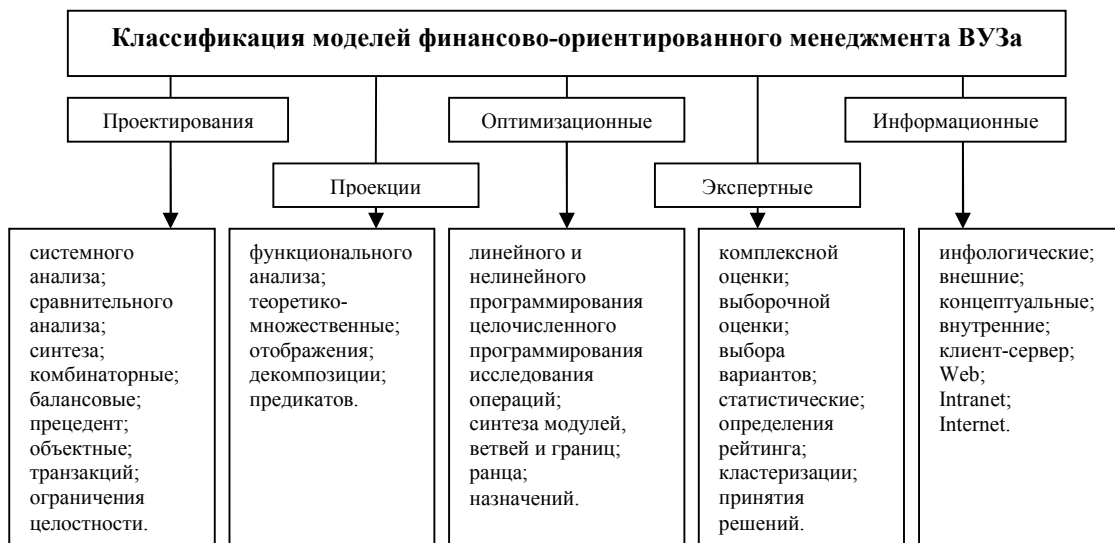 Классификация моделей финансово-ориентированного менеджмента ВУЗа
Проектирования
Оптимизационные
Информационные
Проекции
Экспертные
системного
анализа;
сравнительного
анализа;
синтеза;
комбинаторные;
балансовые;
прецедент;
объектные;
транзакций;
ограничения
целостности.
функционального
анализа;
теоретико-
множественные;
отображения;
декомпозиции;
предикатов.
линейного и
нелинейного
программирования
целочисленного
программирования
исследования
операций;
синтеза модулей,
ветвей и границ;
ранца;
назначений.
комплексной
оценки;
выборочной
оценки;
выбора
вариантов;
статистические;
определения
рейтинга;
кластеризации;
принятия
решений.
инфологические;
внешние;
концептуальные;
внутренние;
клиент-сервер;
Web;
Intranet;
Internet.